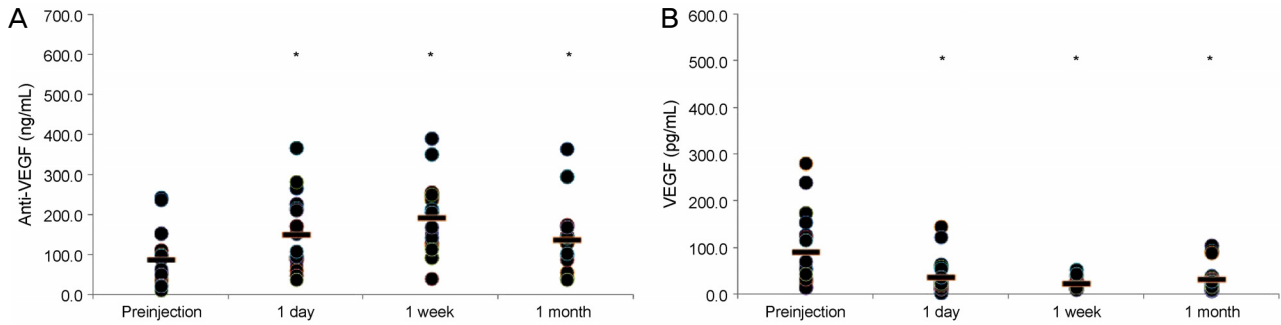 A
Anti-VEGF (ng/mL)
700.0
600.0
500.0
400.0
300.0
200.0
100.0
0.0
* * *
Preinjection 1 day 1 week 1 month
B
VEGF (pg/mL)
600.0
500.0
400.0
300.0
200.0
100.0
0.0
* * *
Preinjection 1 day 1 week 1 month